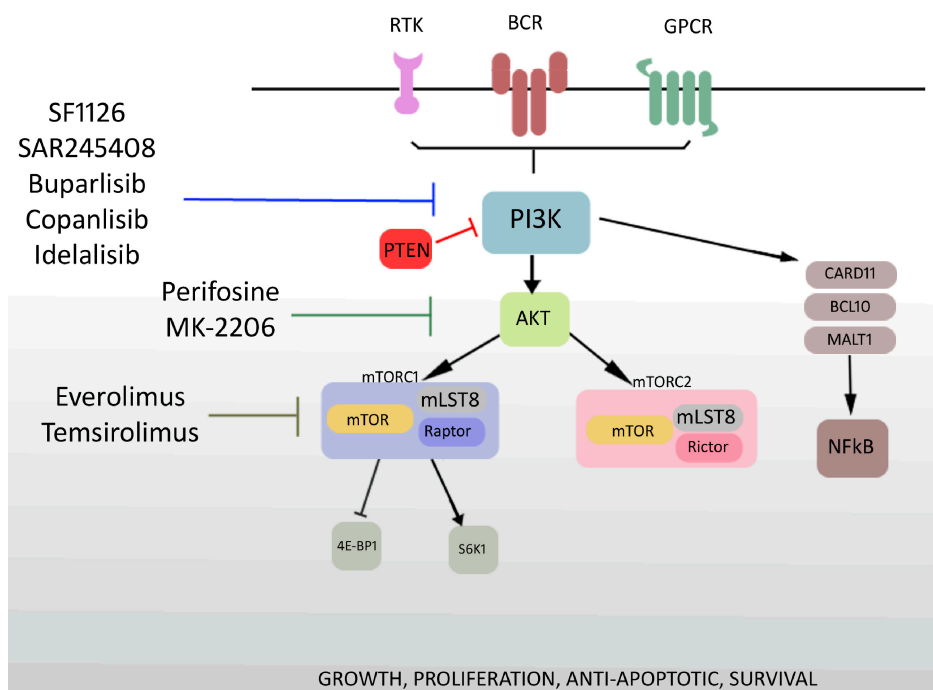 RTK
BCR
GPCR
SF1126
SAR245408
Buparlisib
Copanlisib
Idelalisib
PI3K
PTEN
CARD11
BCL10
MALT1
Perifosine
MK-2206
AKT
mTORC1
mTORC2
Everolimus
Temsirolimus
mLST8
mTOR
Raptor
mLST8
mTOR
Rictor
NFkB
4E-BP1
S6K1
GROWTH, PROLIFERATION, ANTI-APOPTOTIC, SURVIVAL